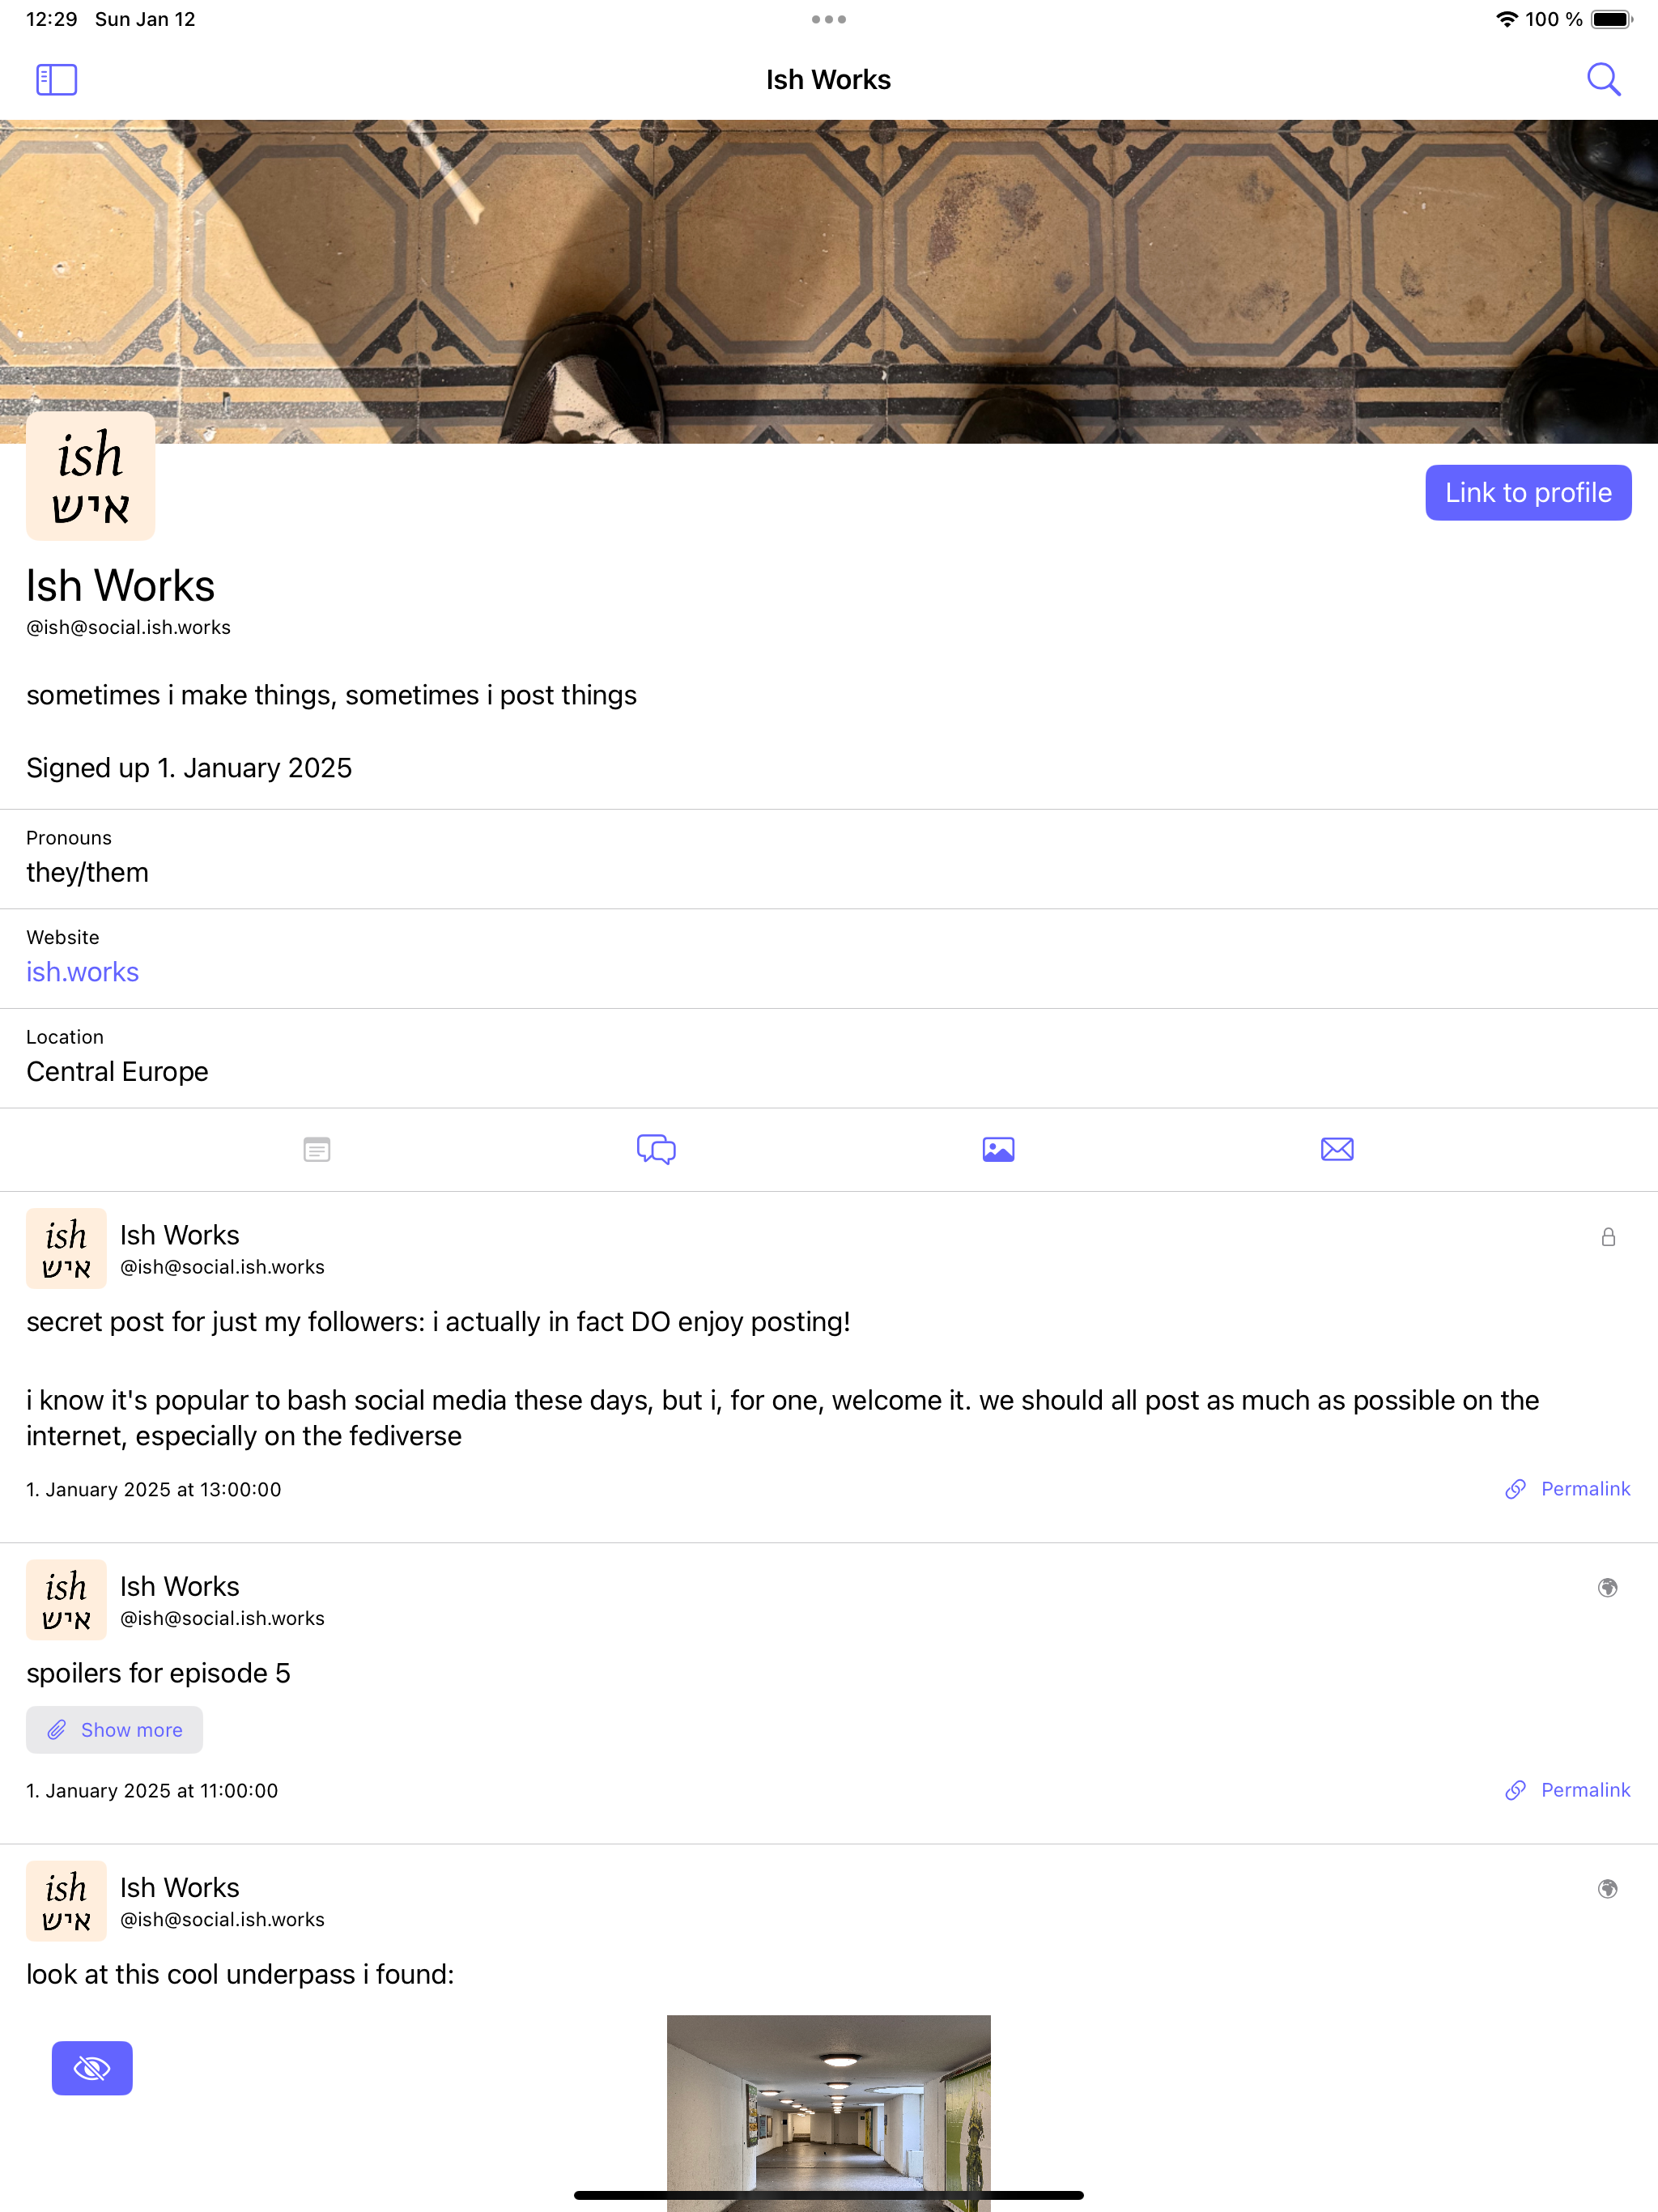 12:29 Sun Jan 12
100 %
Ish Works
ish
איש
Link to profile
Ish Works
@ish@social.ish.works
sometimes i make things, sometimes i post things
Signed up 1. January 2025
Pronouns
they/them
Website
ish.works
Location
Central Europe
ish
איש
Ish Works
@ish@social.ish.works
secret post for just my followers: i actually in fact DO enjoy posting!
i know it's popular to bash social media these days, but i, for one, welcome it. we should all post as much as possible on the
internet, especially on the fediverse
1. January 2025 at 13:00:00
Permalink
ish
איש
Ish Works
@ish@social.ish.works
spoilers for episode 5
Show more
1. January 2025 at 11:00:00
Permalink
ish
איש
Ish Works
@ish@social.ish.works
look at this cool underpass i found: